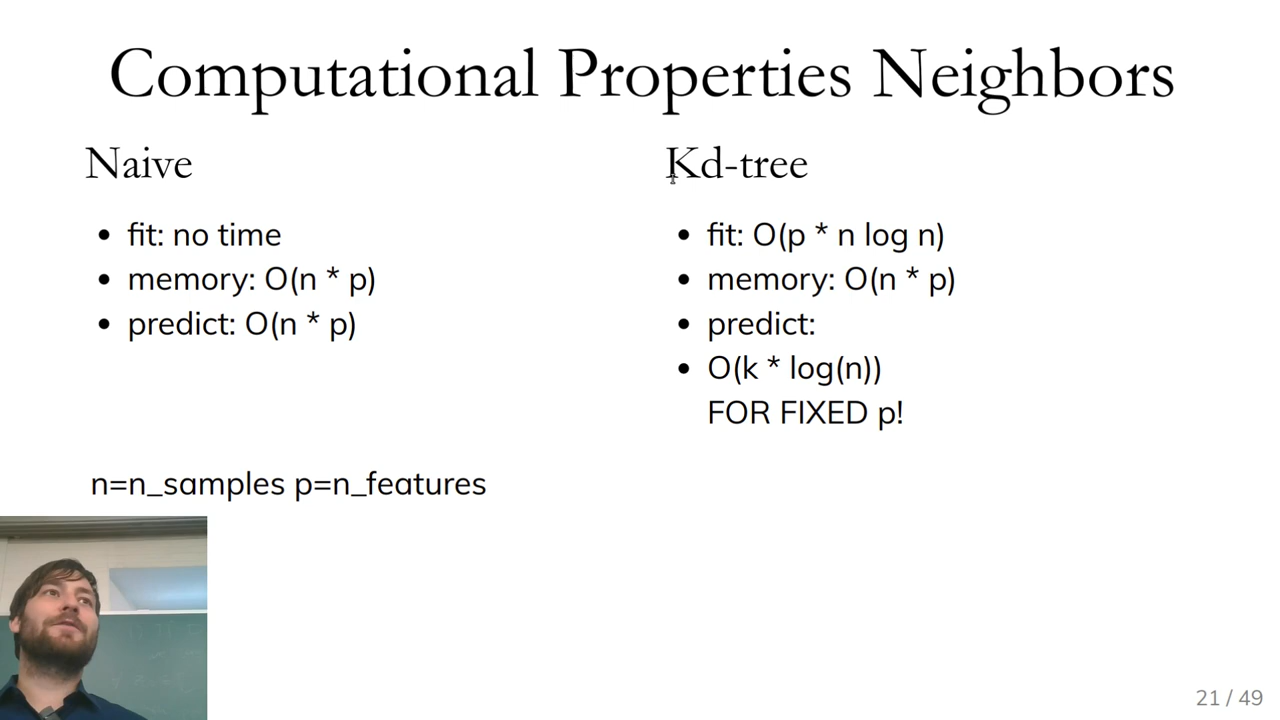 Computational Properties Neighbors
Naive
• fit: no time
• memory: O(n * p)
• predict: O(n * p)
Kd-tree
• fit: O(p * n log n)
• memory: O(n * p)
• predict:
• O(k * log(n))
FOR FIXED p!
n=n_samples p=n_features
21 / 49